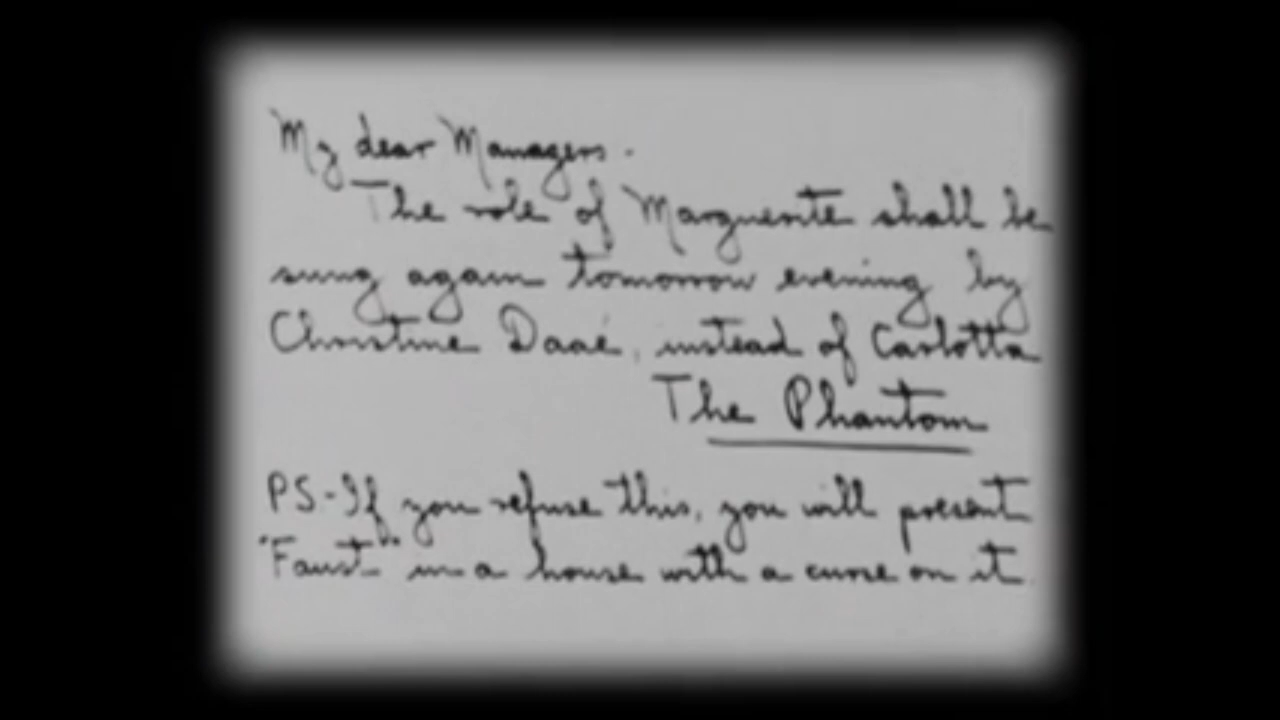 My dear Managers.
The role of Marguerite shall be
sung again tomorrow evening by
Christine Daaé, instead of Carlotta
The Phantom
PS-If you refuse this, you will present
"Faust" in a house with a curse on it.